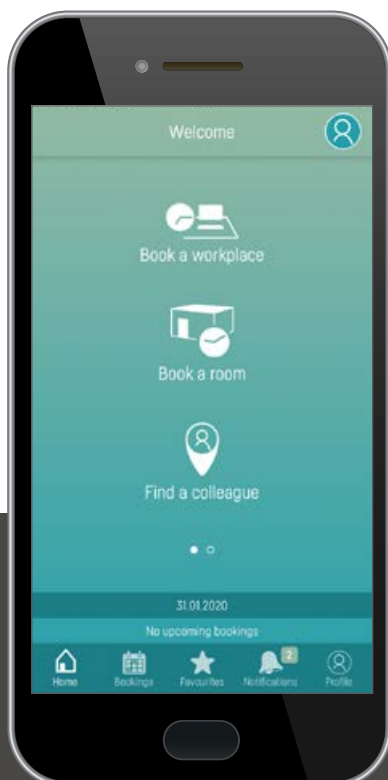 Welcome
Book a workplace
Book a room
Find a colleague
31.01.2020
No upcoming bookings
Home Bookings Favourites Notifications 2 Profile